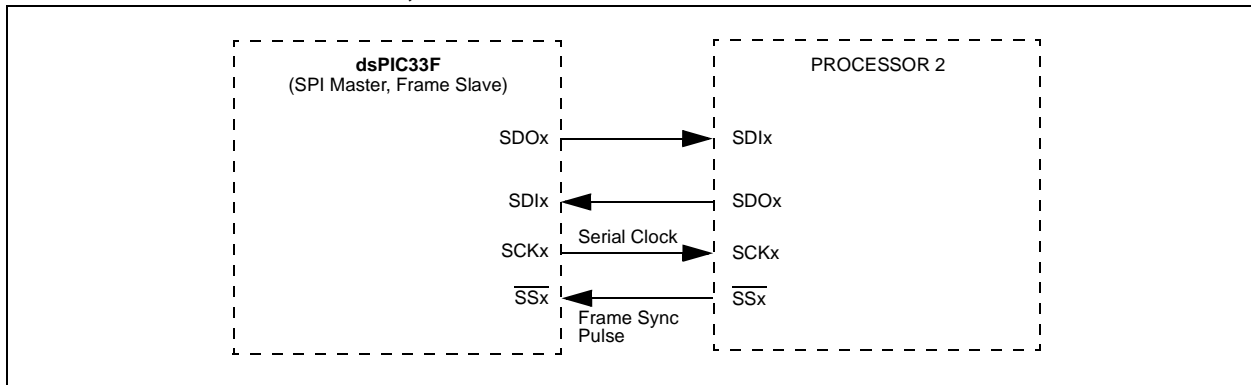 dsPIC33F
(SPI Master, Frame Slave)
PROCESSOR 2
SDOx
SDIx
SDIx
SDOx
Serial Clock
SCKx
SCKx
SSx
SSx
Frame Sync
Pulse